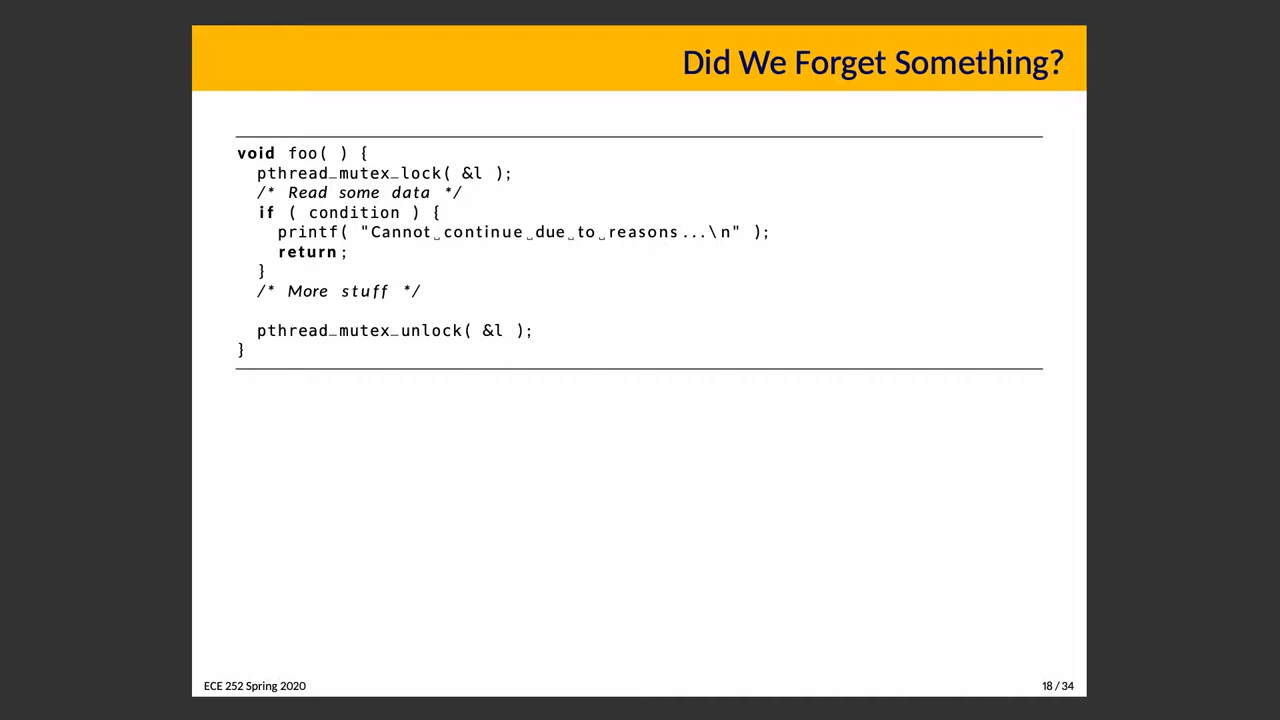 Did We Forget Something?
void foo( ) {
  pthread_mutex_lock( &l );
  /* Read some data */
  if ( condition ) {
    printf( "Cannot␣continue␣due␣to␣reasons...\n" );
    return;
  }
  /* More stuff */

  pthread_mutex_unlock( &l );
}
ECE 252 Spring 2020
18 / 34